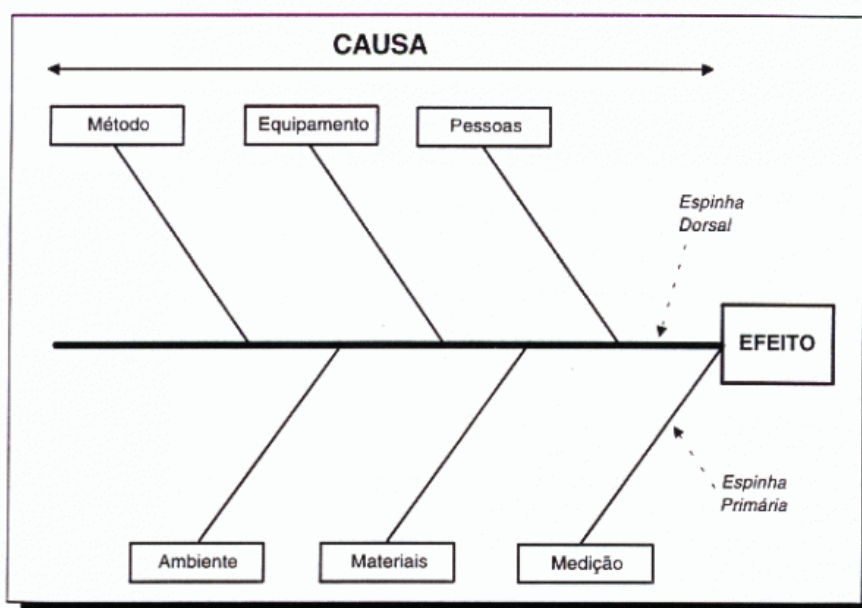 CAUSA
Método
Equipamento
Pessoas
Espinha
Dorsal
EFEITO
Espinha
Primária
Ambiente
Materiais
Medição